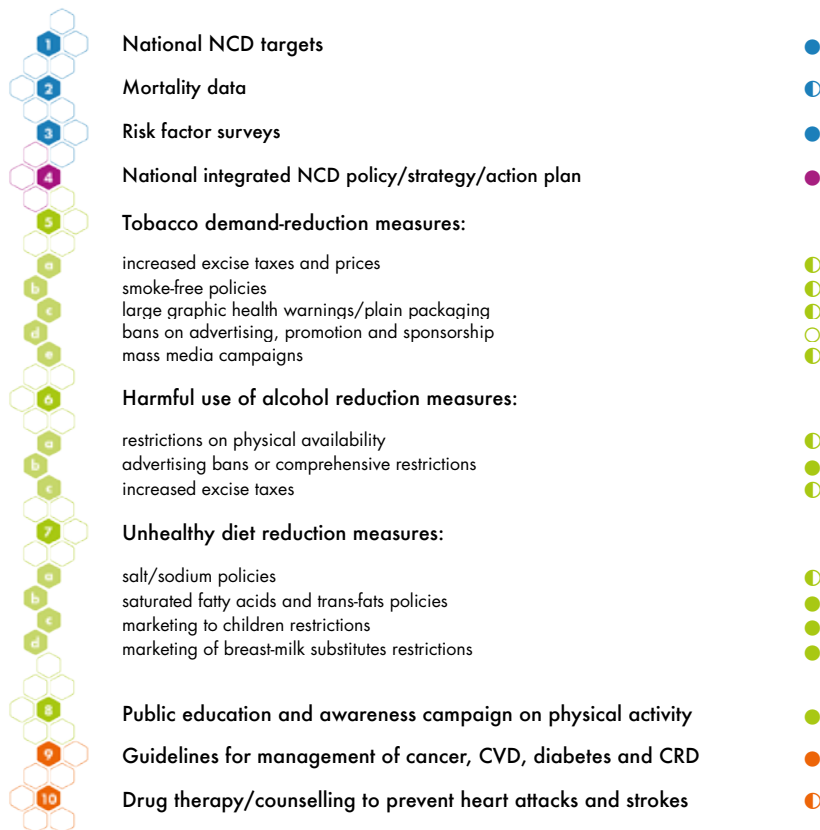 1 National NCD targets
2 Mortality data
3 Risk factor surveys
4 National integrated NCD policy/strategy/action plan
5 Tobacco demand-reduction measures:
a increased excise taxes and prices
b smoke-free policies
c large graphic health warnings/plain packaging
d bans on advertising, promotion and sponsorship
e mass media campaigns
6 Harmful use of alcohol reduction measures:
a restrictions on physical availability
b advertising bans or comprehensive restrictions
c increased excise taxes
7 Unhealthy diet reduction measures:
a salt/sodium policies
b saturated fatty acids and trans-fats policies
c marketing to children restrictions
d marketing of breast-milk substitutes restrictions
8 Public education and awareness campaign on physical activity
9 Guidelines for management of cancer, CVD, diabetes and CRD
10 Drug therapy/counselling to prevent heart attacks and strokes